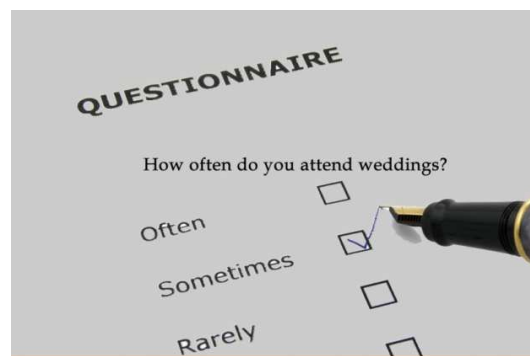 QUESTIONNAIRE
How often do you attend weddings?
Often
Sometimes
Rarely